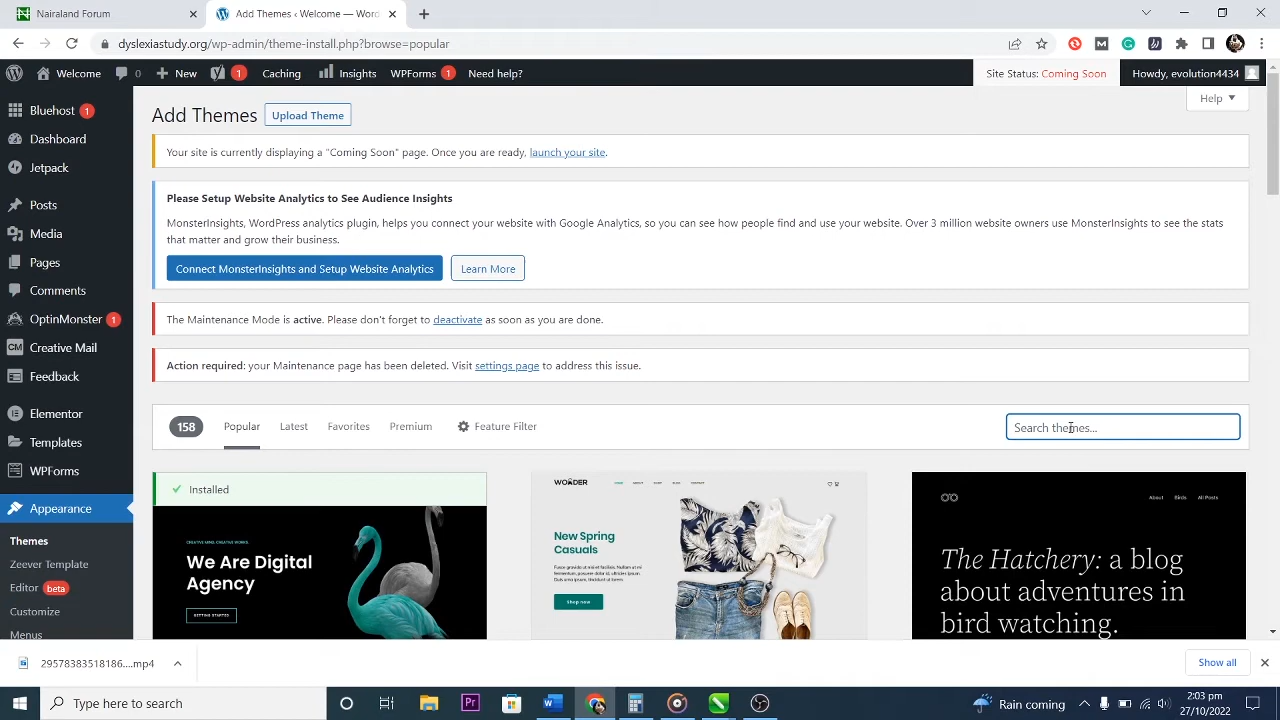 Nairaland Forum
Add Themes ‹ WordPress — Word
dyslexiastudy.org/wp-admin/theme-install.php?browse=popular
Welcome 0 New 1 Caching Insights WPForms 1 Need help?
Site Status: Coming Soon
Howdy, evolution4434
Bluehost 1
Dashboard
Jetpack
Posts
Media
Pages
Comments
OptinMonster 1
CM Creative Mail
Feedback
Elementor
Templates
WPForms
Appearance
Themes
Zeever Template
Editor beta
Customize
Menus
Help
Add Themes Upload Theme
Your site is currently displaying a "Coming Soon" page. Once you are ready, launch your site.
Please Setup Website Analytics to See Audience Insights
MonsterInsights, WordPress analytics plugin, helps you connect your website with Google Analytics, so you can see how people find and use your website. Over 3 million website owners use MonsterInsights to see the stats
that matter and grow their business.
Connect MonsterInsights and Setup Website Analytics Learn More
The Maintenance Mode is active. Please don't forget to deactivate as soon as you are done.
Action required: your Maintenance page has been deleted. Visit settings page to address this issue.
158 Popular Latest Favorites Premium Feature Filter Search themes...
Installed
We Are Digital
Agency
GETTING STARTED
WONDER
New Spring
Casuals
Shop now
About Birds All Posts
The Hatchery: a blog
about adventures in
bird watching.
29578383518186....mp4
Show all
Type here to search
Pr
Rain coming
2:03 pm
27/10/2022